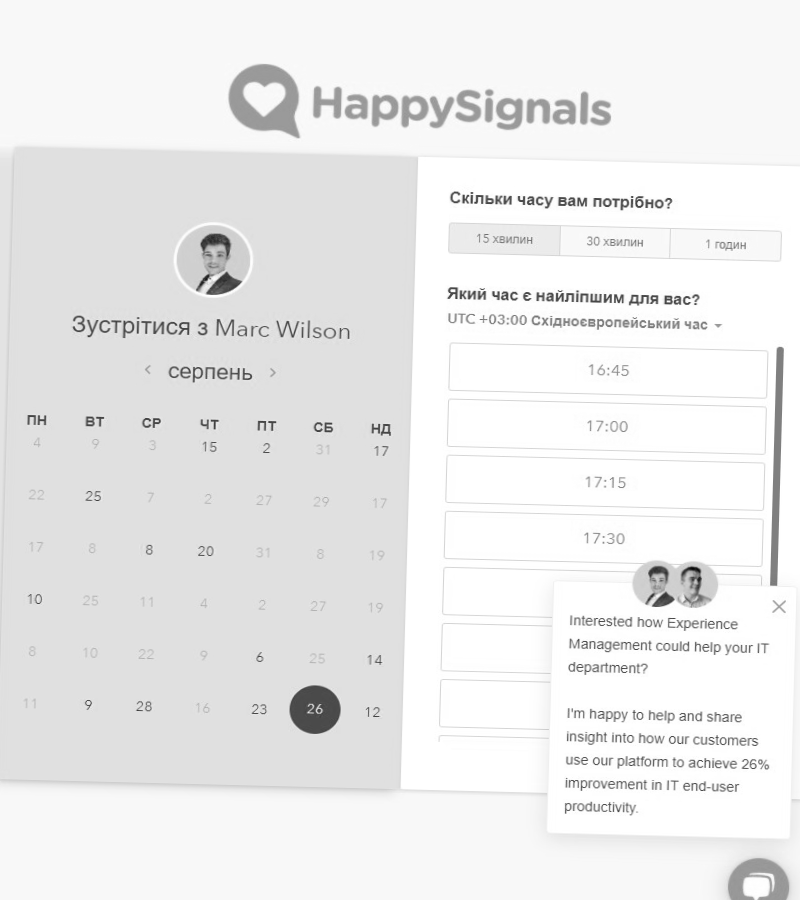 HappySignals
Зустрітися з Marc Wilson
серпень
ПН ВТ СР ЧТ ПТ СБ НД
4 9 3 15 2 31 17
22 25 7 2 27 29 17
17 8 8 20 31 8 19
10 25 11 4 2 27 19
8 10 22 9 6 25 14
11 9 28 16 23 26 12
Скільки часу вам потрібно?
15 хвилин 30 хвилин 1 годин
Який час є найліпшим для вас?
UTC +03:00 Східноєвропейський час
16:45
17:00
17:15
17:30
Interested how Experience
Management could help your IT
department?
I'm happy to help and share
insight into how our customers
use our platform to achieve 26%
improvement in IT end-user
productivity.